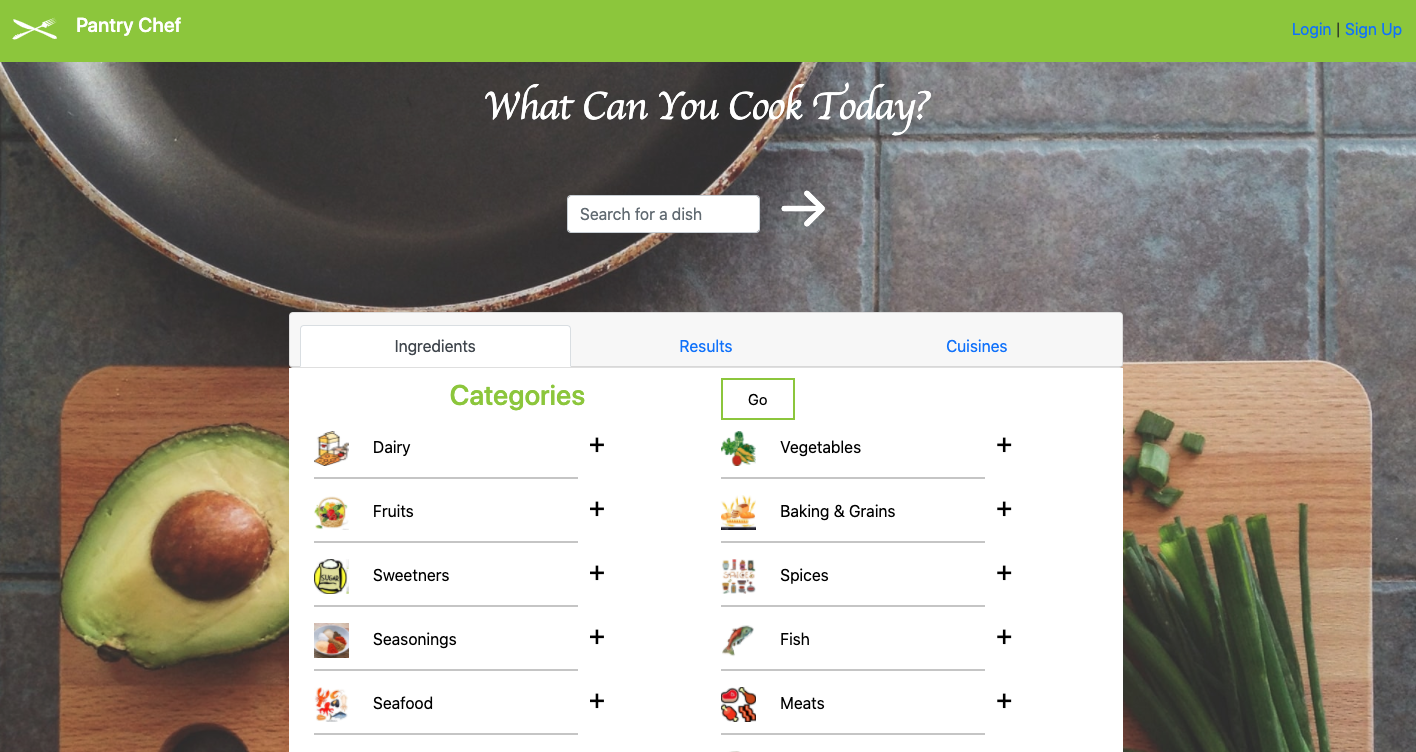 Pantry Chef
Login | Sign Up
What Can You Cook Today?
Search for a dish
Ingredients Results Cuisines
Categories Go
Dairy + Vegetables +
Fruits + Baking & Grains +
Sweetners + Spices +
SUGAR
Seasonings + Fish +
Seafood + Meats +